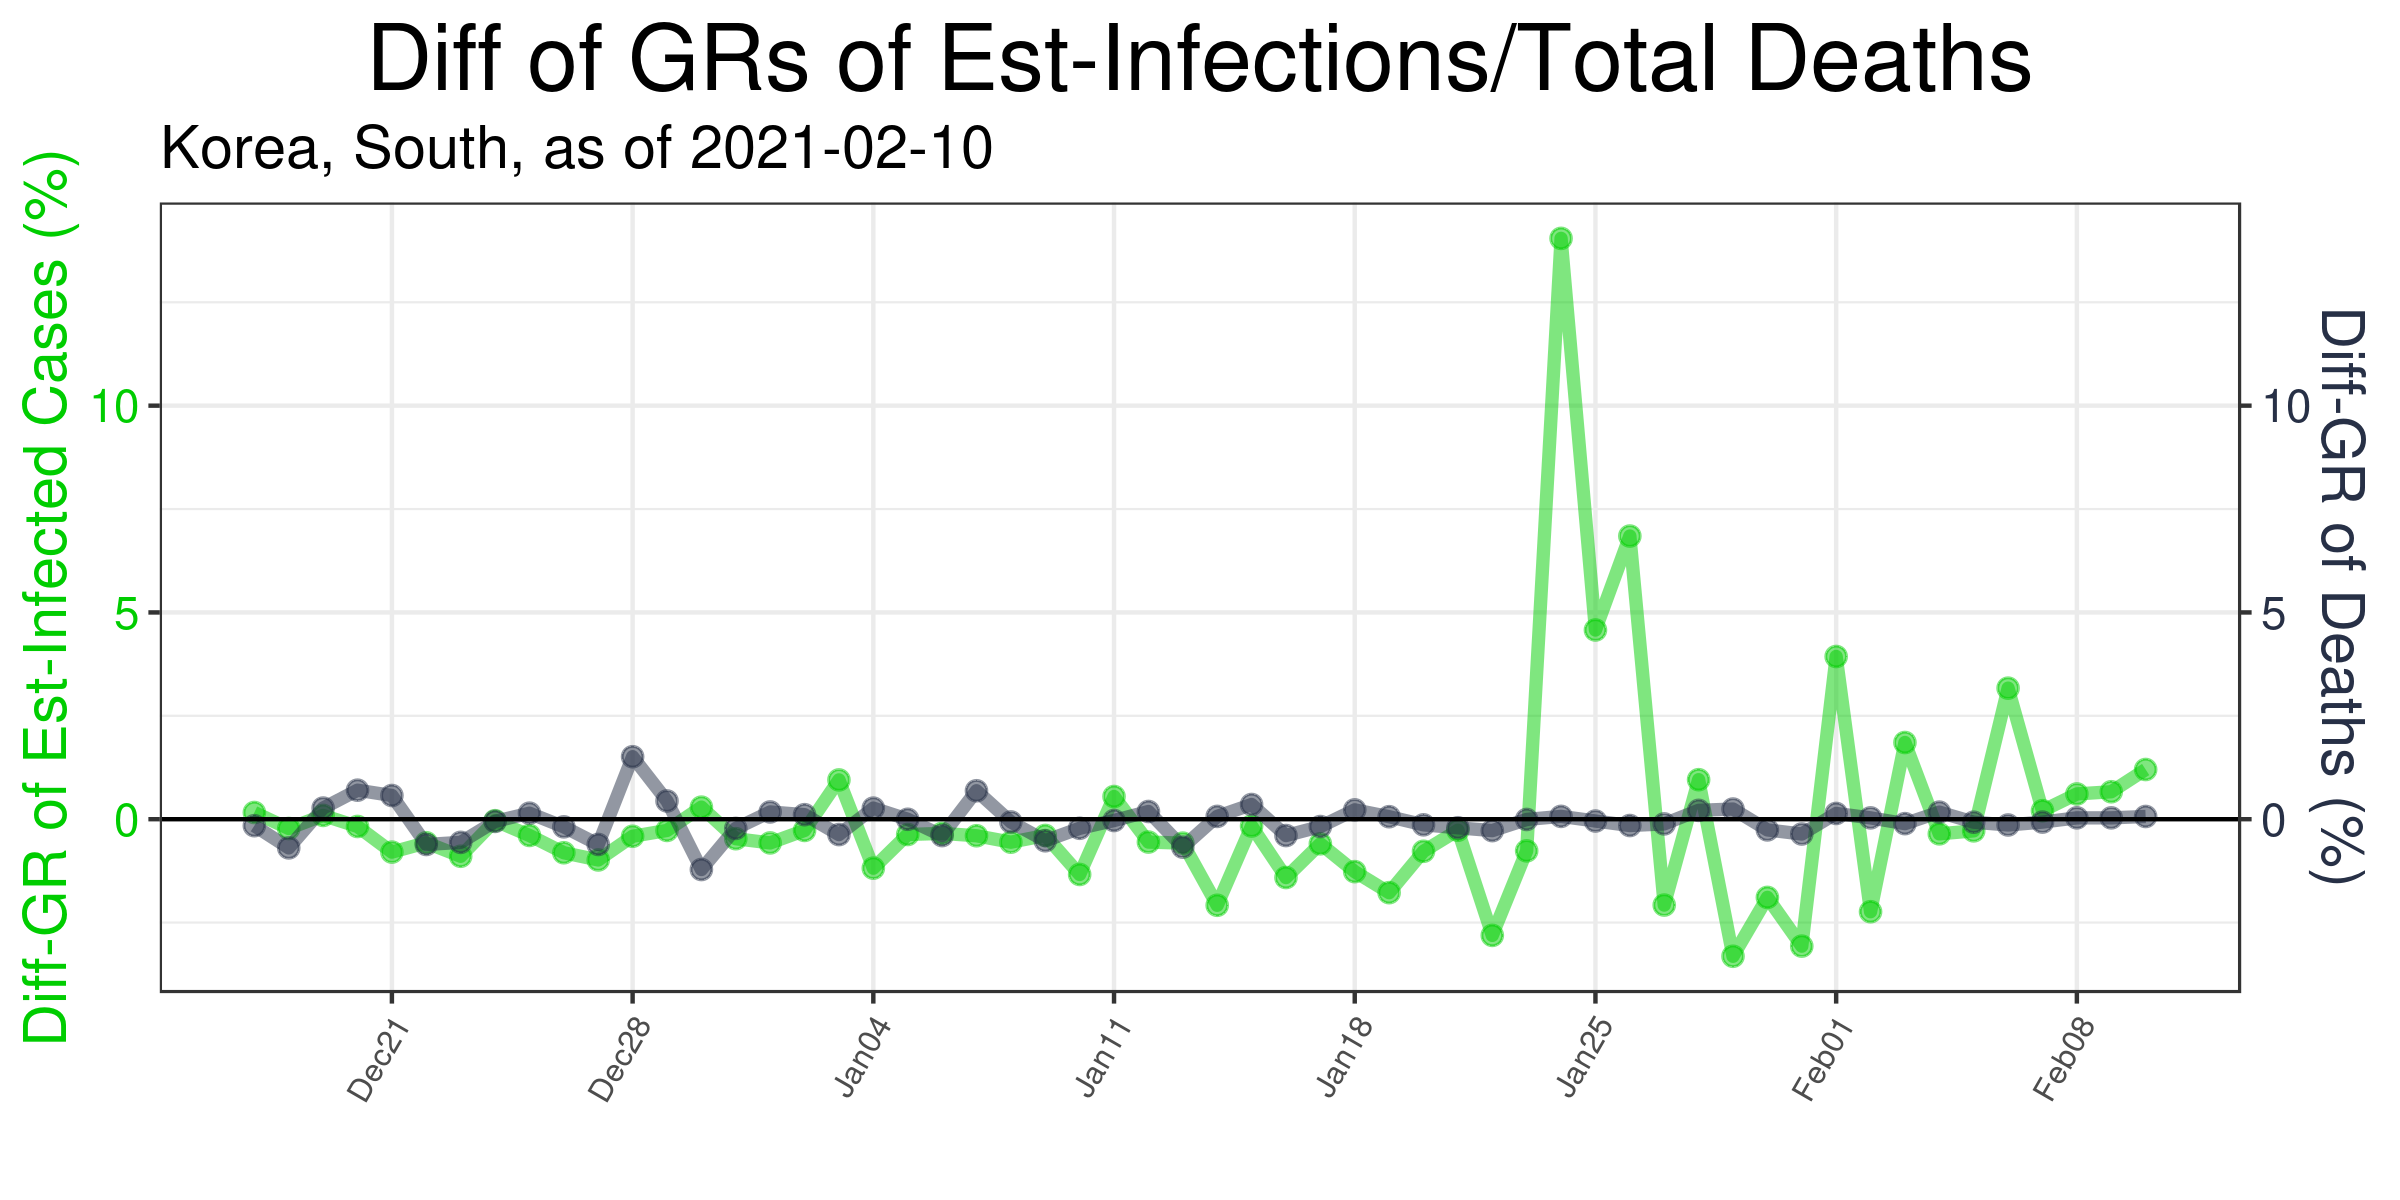 Diff of GRs of Est-Infections/Total Deaths
Korea, South, as of 2021-02-10
Diff-GR of Est-Infected Cases (%)
10
5
0
10
5
0
Diff-GR of Deaths (%)
Dec21
Dec28
Jan04
Jan11
Jan18
Jan25
Feb01
Feb08